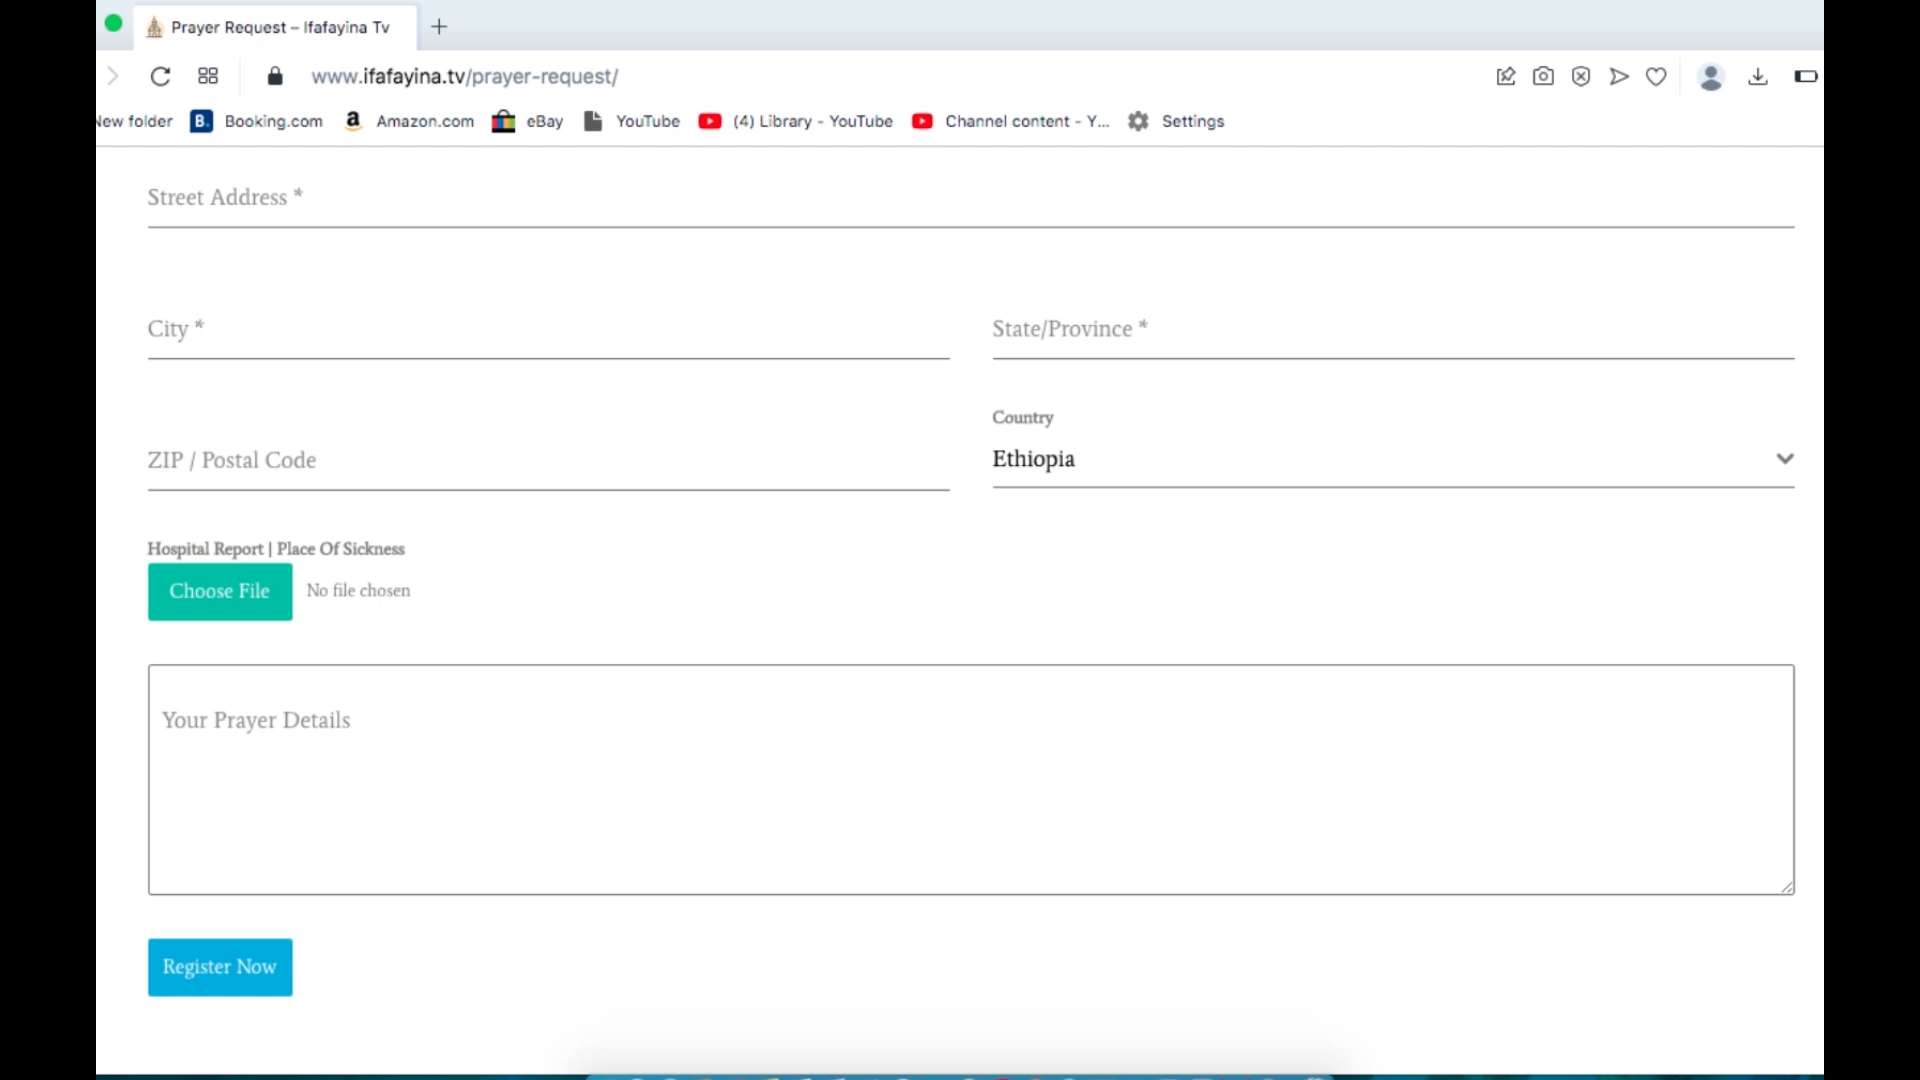 Prayer Request – Ifafayina Tv
www.ifafayina.tv/prayer-request/
New folder B. Booking.com a Amazon.com eBay YouTube (4) Library - YouTube Channel content - Y... Settings
Street Address *
City * State/Province *
Country
ZIP / Postal Code Ethiopia
Hospital Report | Place Of Sickness
Choose File No file chosen
Your Prayer Details
Register Now